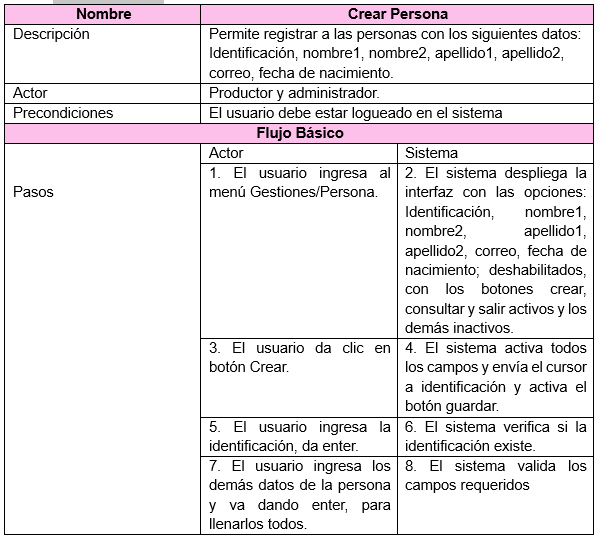 Nombre
Crear Persona
Descripción
Permite registrar a las personas con los siguientes datos:
Identificación, nombre1, nombre2, apellido1, apellido2,
correo, fecha de nacimiento.
Actor
Productor y administrador.
Precondiciones
El usuario debe estar logueado en el sistema
Flujo Básico
Pasos
Actor
Sistema
1. El usuario ingresa al
menú Gestiones/Persona.
2. El sistema despliega la
interfaz con las opciones:
Identificación, nombre1,
nombre2, apellido1,
apellido2, correo, fecha de
nacimiento; deshabilitados,
con los botones crear,
consultar y salir activos y los
demás inactivos.
3. El usuario da clic en
botón Crear.
4. El sistema activa todos
los campos y envía el cursor
a identificación y activa el
botón guardar.
5. El usuario ingresa la
identificación, da enter.
6. El sistema verifica si la
identificación existe.
7. El usuario ingresa los
demás datos de la persona
y va dando enter, para
llenarlos todos.
8. El sistema valida los
campos requeridos